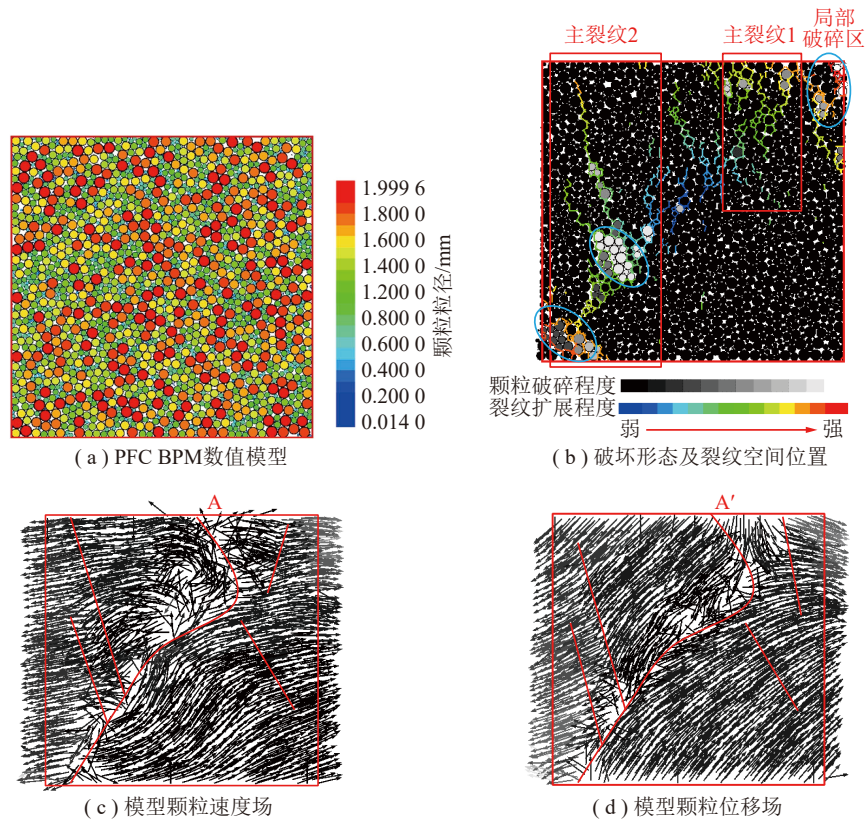 主裂纹2
主裂纹1
局部
破碎区
1.999 6
1.800 0
1.600 0
1.400 0
1.200 0
1.000 0
0.800 0
0.600 0
0.400 0
0.200 0
0.014 0
颗粒粒径/mm
颗粒破碎程度
裂纹扩展程度
弱
强
( a ) PFC BPM数值模型
( b ) 破坏形态及裂纹空间位置
A
A′
( c ) 模型颗粒速度场
( d ) 模型颗粒位移场